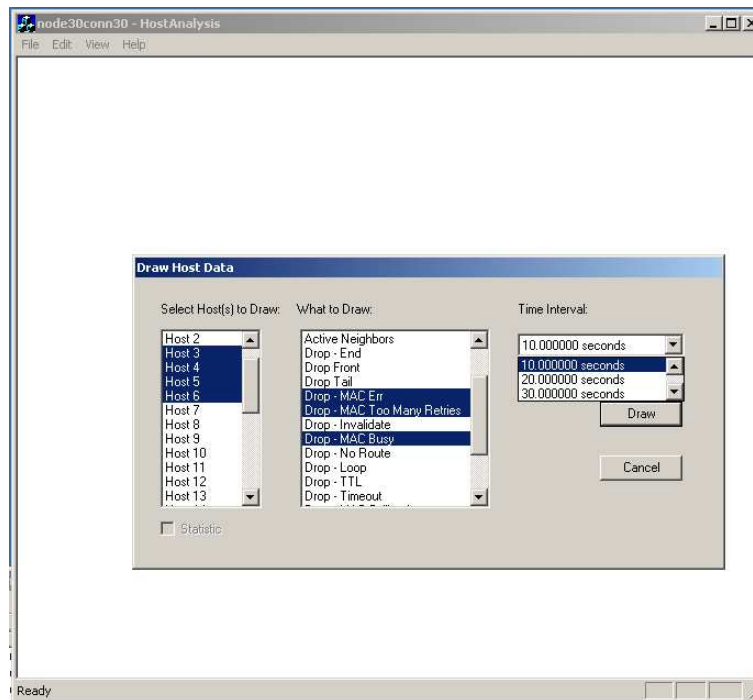 node30conn30 - HostAnalysis
File Edit View Help
Draw Host Data
Select Host(s) to Draw:
Host 2
Host 3
Host 4
Host 5
Host 6
Host 7
Host 8
Host 9
Host 10
Host 11
Host 12
Host 13
Statistic
What to Draw:
Active Neighbors
Drop - End
Drop Front
Drop Tail
Drop - MAC Err
Drop - MAC Too Many Retries
Drop - Invalidate
Drop - MAC Busy
Drop - No Route
Drop - Loop
Drop - TTL
Drop - Timeout
Time Interval:
10.000000 seconds
10.000000 seconds
20.000000 seconds
30.000000 seconds
Draw
Cancel
Ready